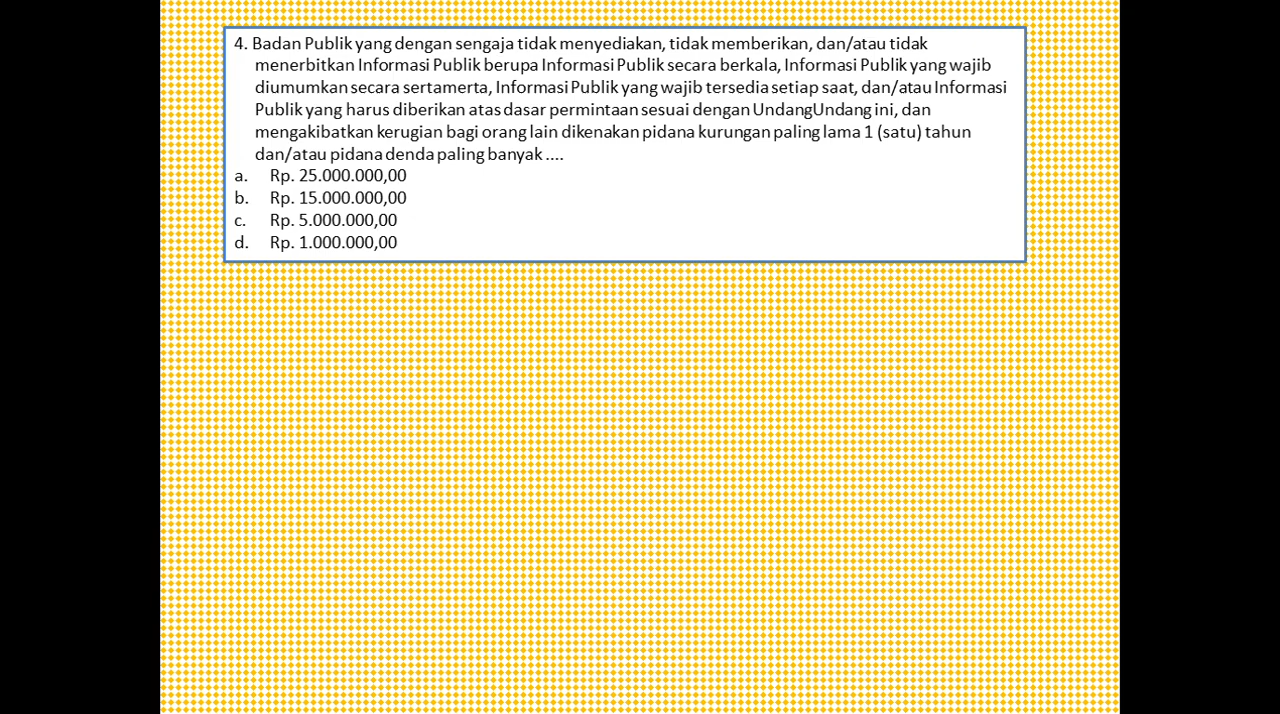 4. Badan Publik yang dengan sengaja tidak menyediakan, tidak memberikan, dan/atau tidak
menerbitkan Informasi Publik berupa Informasi Publik secara berkala, Informasi Publik yang wajib
diumumkan secara sertamerta, Informasi Publik yang wajib tersedia setiap saat, dan/atau Informasi
Publik yang harus diberikan atas dasar permintaan sesuai dengan UndangUndang ini, dan
mengakibatkan kerugian bagi orang lain dikenakan pidana kurungan paling lama 1 (satu) tahun
dan/atau pidana denda paling banyak ....
a. Rp. 25.000.000,00
b. Rp. 15.000.000,00
c. Rp. 5.000.000,00
d. Rp. 1.000.000,00